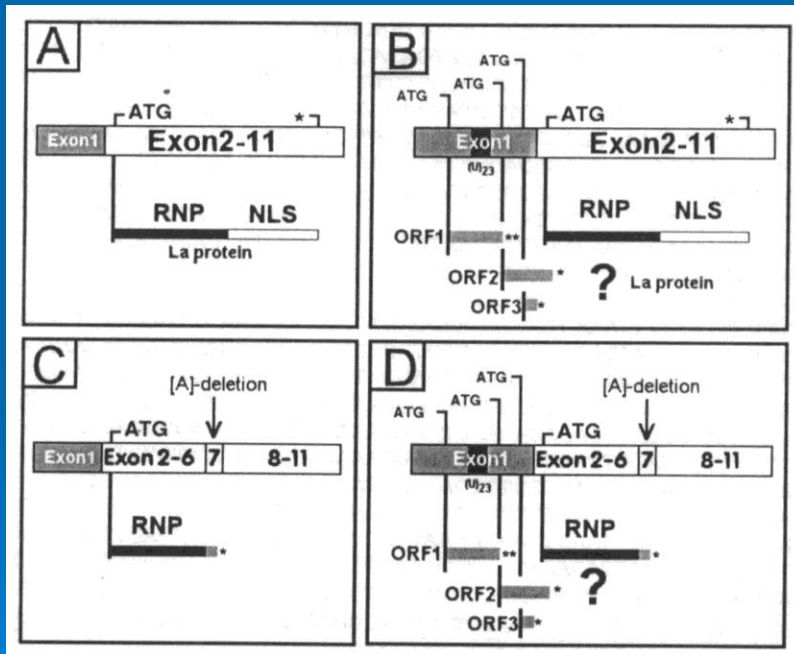 A
ATG
*
Exon1
Exon2-11
RNP
NLS
La protein
B
ATG
ATG
ATG
ATG
*
Exon1
Exon2-11
(U)23
RNP
NLS
ORF1
**
ORF2
*
?
La protein
ORF3
*
C
[A]-deletion
ATG
Exon1
Exon 2-6
7
8-11
RNP
*
D
ATG
ATG
ATG
[A]-deletion
ATG
Exon1
Exon 2-6
7
8-11
(U)23
RNP
ORF1
**
*
ORF2
*
?
ORF3
*